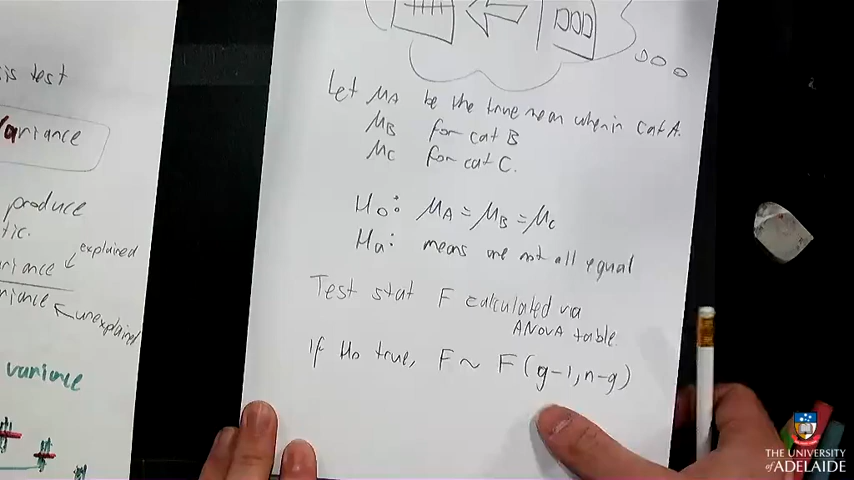 sis test
Variance
produce
tic.
explained
iance
riance
unexplained
variance
Let μA be the true mean when in cat A.
μB for cat B
μC for cat C.
H0: μA = μB = μC
Ha: means are not all equal
Test stat F calculated via
ANOVA table.
If H0 true, F ~ F(g-1, n-g)
THE UNIVERSITY
of ADELAIDE